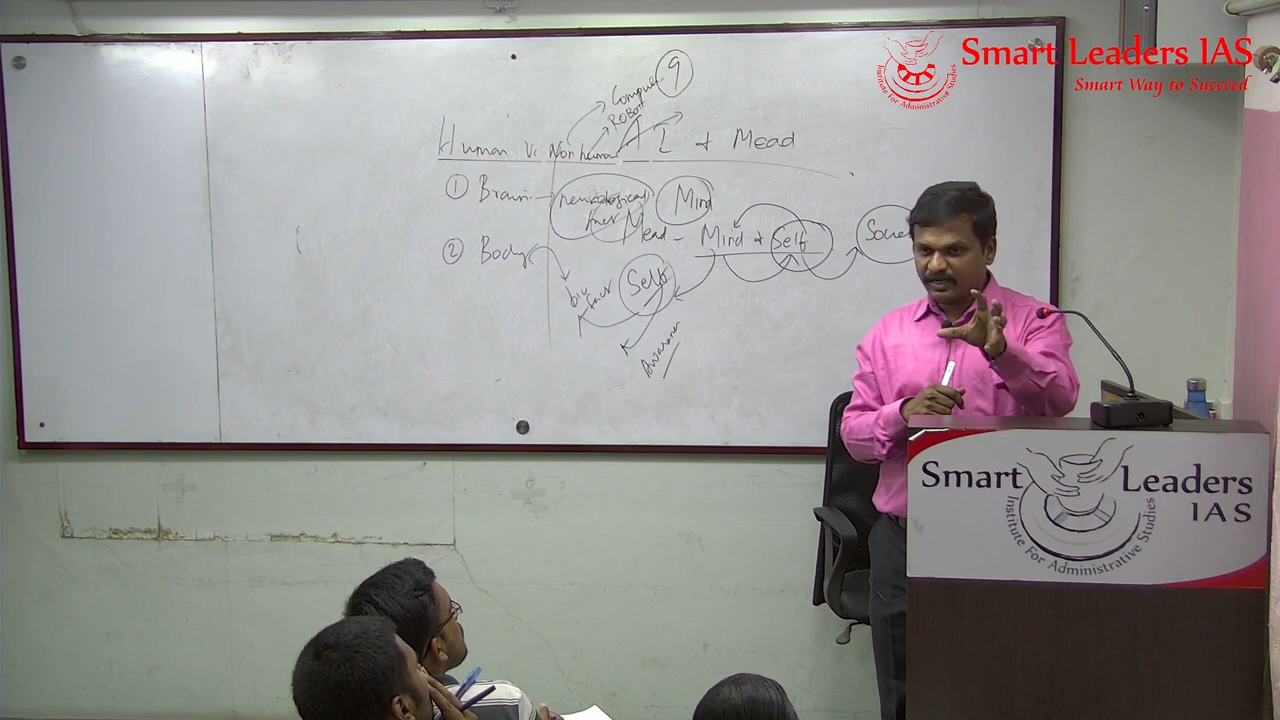 Smart Leaders IAS
Smart Way to Succeed
Institute For Administrative Studies
Computer 9
Robot
Human Vs Non human AI & Mead
① Brain - neurological fact Mind
Mead - Mind & Self
② Body
bio fact Self
Smart Leaders
IAS
Institute For Administrative Studies